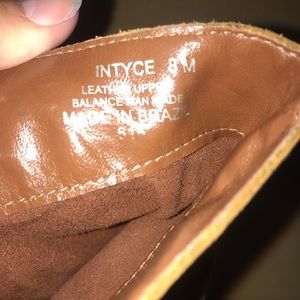 INTYCE 8 M
LEATHER UPPER
BALANCE MAN MADE
MADE IN BRAZIL